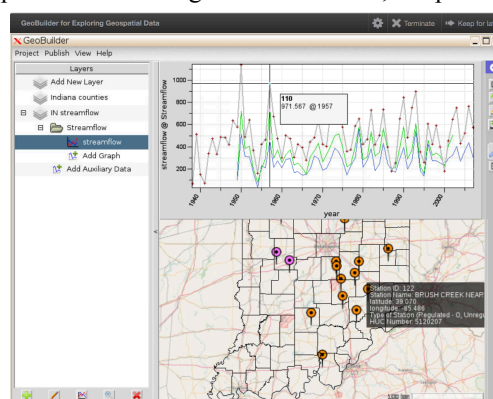 GeoBuilder for Exploring Geospatial Data
Terminate
Keep for la
GeoBuilder
Project Publish View Help
Layers
Add New Layer
Indiana counties
IN streamflow
Streamflow
streamflow
Add Graph
Add Auxiliary Data
streamflow @ Streamflow
1000
800
600
400
200
110
971.567 @1957
1940
1950
1960
1970
1980
1990
2000
year
Station ID: 122
Station Name: BRUSH CREEK NEAR
latitude: 39.070
longitude: -85.486
Type of Station (Regulated - 0, Unregu
HUC Number: 5120207